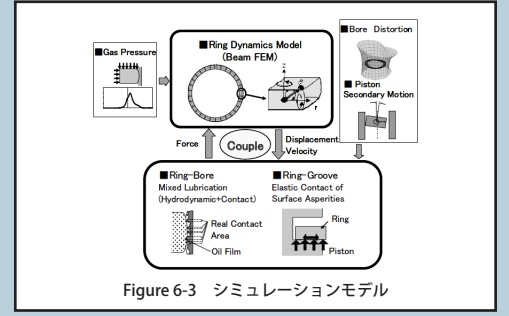 ■Gas Pressure
■Ring Dynamics Model
(Beam FEM)
Z
r
■Bore Distortion
■ Piston
Secondary Motion
Force
Couple
Displacement
Velocity
■Ring-Bore
Mixed Lubrication
(Hydrodynamic+Contact)
Real Contact
Area
Oil Film
■Ring-Groove
Elastic Contact of
Surface Asperities
Ring
Piston
Figure 6-3 シミュレーションモデル